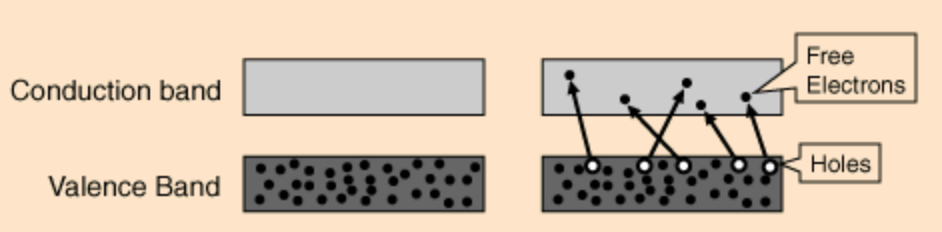 Conduction band
Valence Band
Free
Electrons
Holes